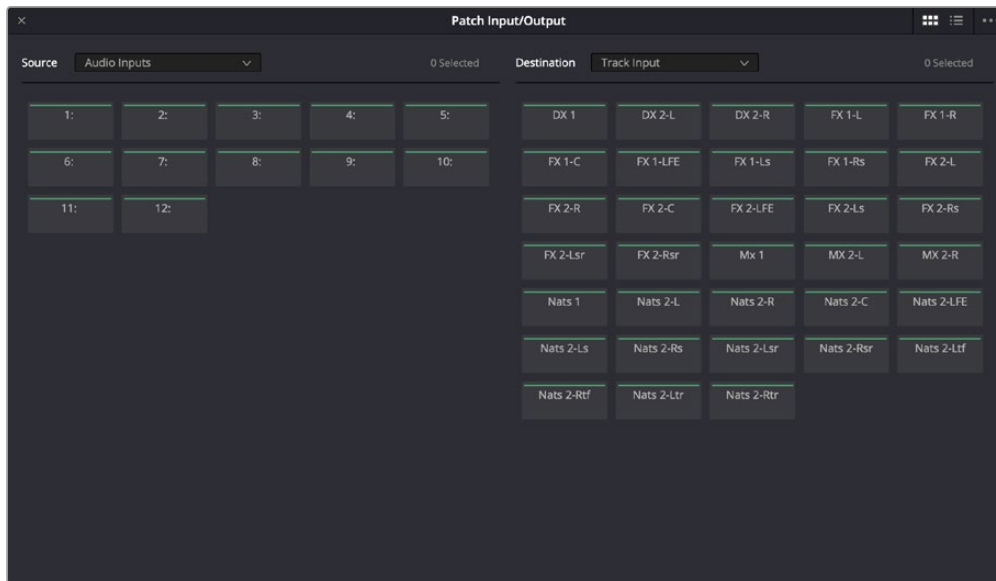 Patch Input/Output
Source Audio Inputs 0 Selected
Destination Track Input 0 Selected
1: 2: 3: 4: 5:
6: 7: 8: 9: 10:
11: 12:
DX 1 DX 2-L DX 2-R FX 1-L FX 1-R
FX 1-C FX 1-LFE FX 1-Ls FX 1-Rs FX 2-L
FX 2-R FX 2-C FX 2-LFE FX 2-Ls FX 2-Rs
FX 2-Lsr FX 2-Rsr Mx 1 MX 2-L MX 2-R
Nats 1 Nats 2-L Nats 2-R Nats 2-C Nats 2-LFE
Nats 2-Ls Nats 2-Rs Nats 2-Lsr Nats 2-Rsr Nats 2-Ltf
Nats 2-Rtf Nats 2-Ltr Nats 2-Rtr